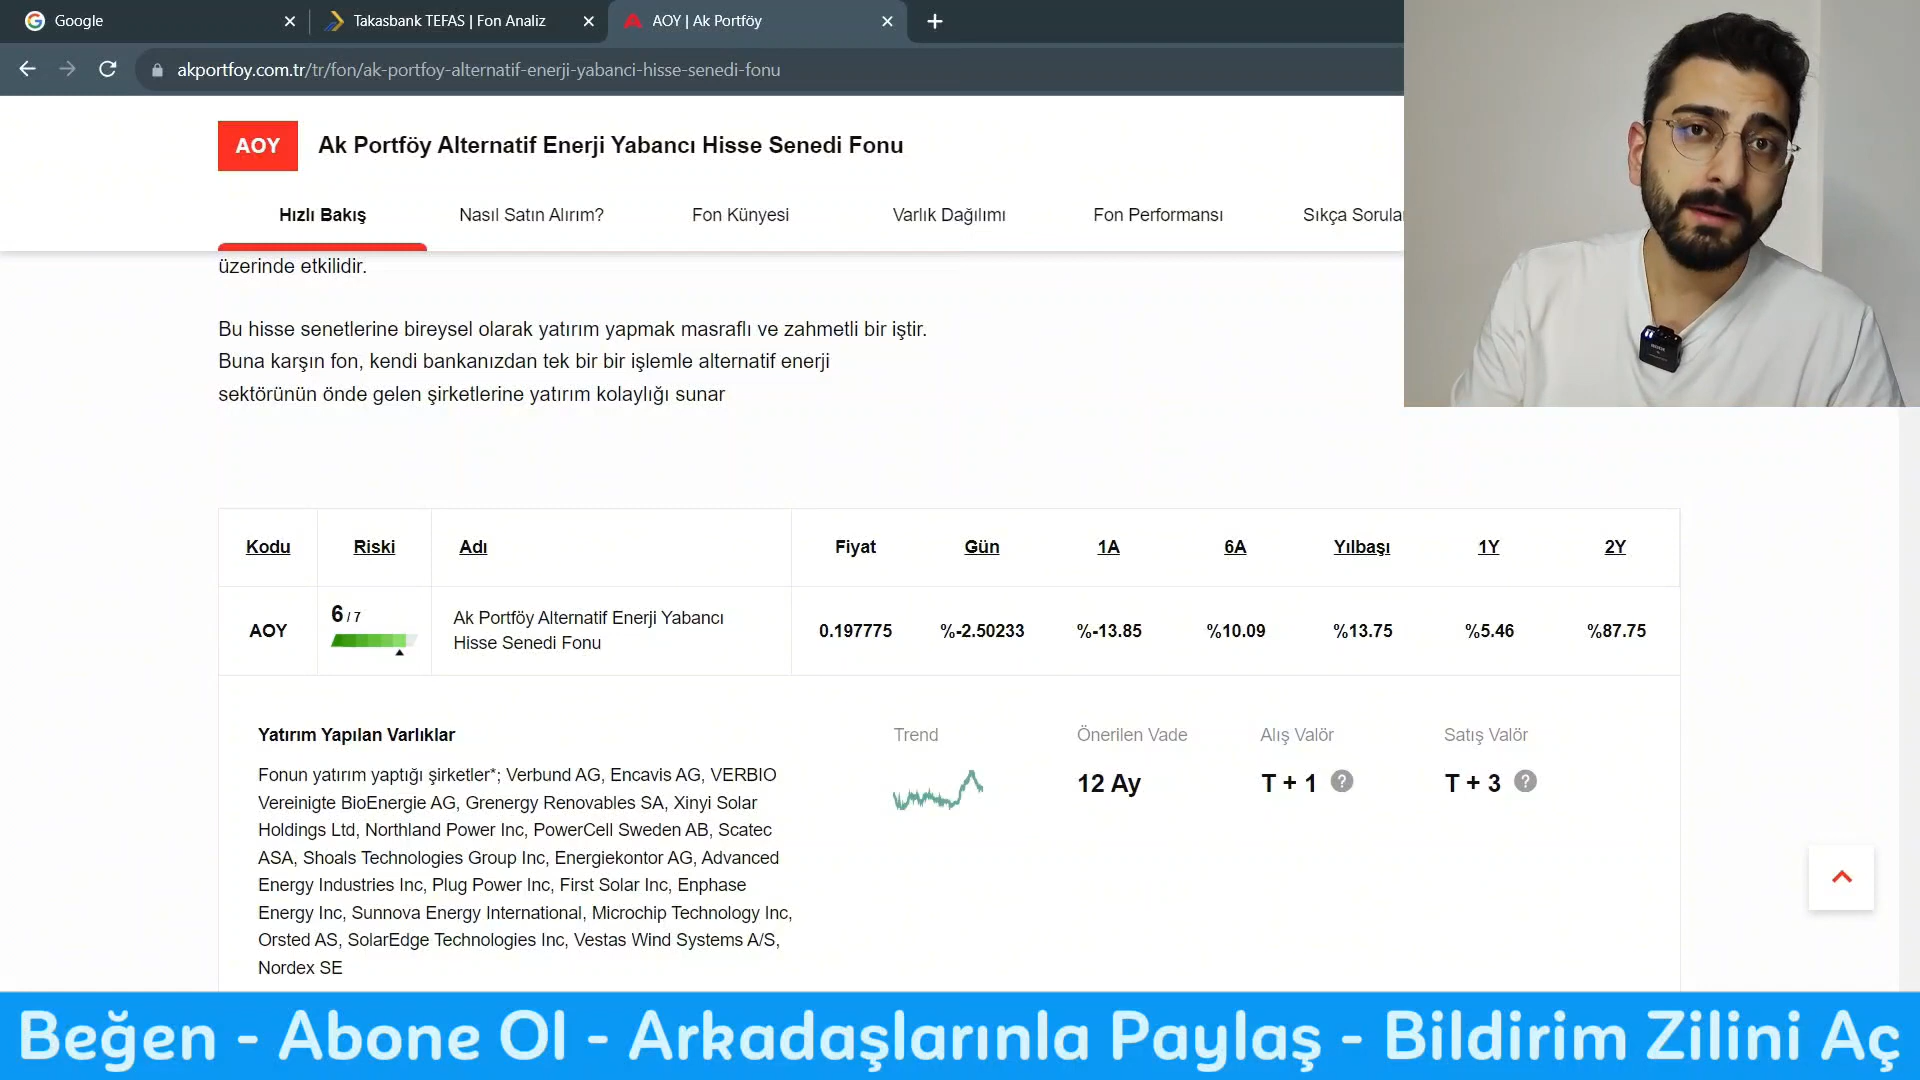 Google
Takasbank TEFAS | Fon Analiz
AOY | Ak Portföy
akportfoy.com.tr/tr/fon/ak-portfoy-alternatif-enerji-yabanci-hisse-senedi-fonu
AOY
Ak Portföy Alternatif Enerji Yabancı Hisse Senedi Fonu
Hızlı Bakış
Nasıl Satın Alırım?
Fon Künyesi
Varlık Dağılımı
Fon Performansı
Sıkça
üzerinde etkilidir.
Bu hisse senetlerine bireysel olarak yatırım yapmak masraflı ve zahmetli bir iştir.
Buna karşın fon, kendi bankanızdan tek bir bir işlemle alternatif enerji
sektörünün önde gelen şirketlerine yatırım kolaylığı sunar
Kodu Riski Adı Fiyat Gün 1A 6A Yılbaşı 1Y 2Y
AOY 6 / 7 Ak Portföy Alternatif Enerji Yabancı
Hisse Senedi Fonu 0.197775 %-2.50233 %-13.85 %10.09 %13.75 %5.46 %87.75
Yatırım Yapılan Varlıklar
Fonun yatırım yaptığı şirketler*; Verbund AG, Encavis AG, VERBIO
Vereinigte BioEnergie AG, Grenergy Renovables SA, Xinyi Solar
Holdings Ltd, Northland Power Inc, PowerCell Sweden AB, Scatec
ASA, Shoals Technologies Group Inc, Energiekontor AG, Advanced
Energy Industries Inc, Plug Power Inc, First Solar Inc, Enphase
Energy Inc, Sunnova Energy International, Microchip Technology Inc,
Orsted AS, SolarEdge Technologies Inc, Vestas Wind Systems A/S,
Nordex SE
Trend
Önerilen Vade
12 Ay
Alış Valör
T + 1 ?
Satış Valör
T + 3 ?
Beğen - Abone Ol - Arkadaşlarınla Paylaş - Bildirim Zilini Aç